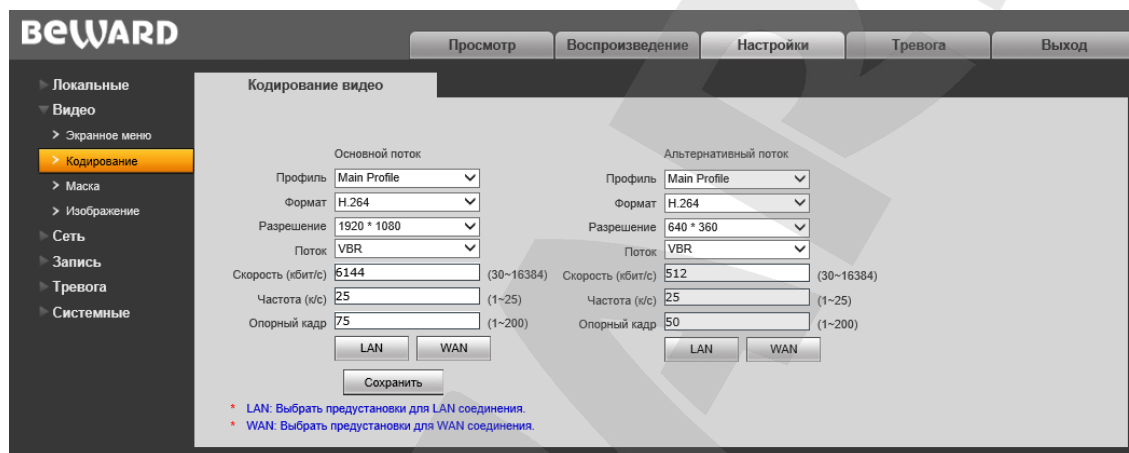 BEWARD
Просмотр Воспроизведение Настройки Тревога Выход
Локальные
Видео
> Экранное меню
> Кодирование
> Маска
> Изображение
Сеть
Запись
Тревога
Системные
Кодирование видео
Основной поток
Профиль Main Profile
Формат H.264
Разрешение 1920 * 1080
Поток VBR
Скорость (кбит/с) 6144 (30~16384)
Частота (к/с) 25 (1~25)
Опорный кадр 75 (1~200)
LAN WAN
Альтернативный поток
Профиль Main Profile
Формат H.264
Разрешение 640 * 360
Поток VBR
Скорость (кбит/с) 512 (30~16384)
Частота (к/с) 25 (1~25)
Опорный кадр 50 (1~200)
LAN WAN
Сохранить
* LAN: Выбрать предустановки для LAN соединения.
* WAN: Выбрать предустановки для WAN соединения.